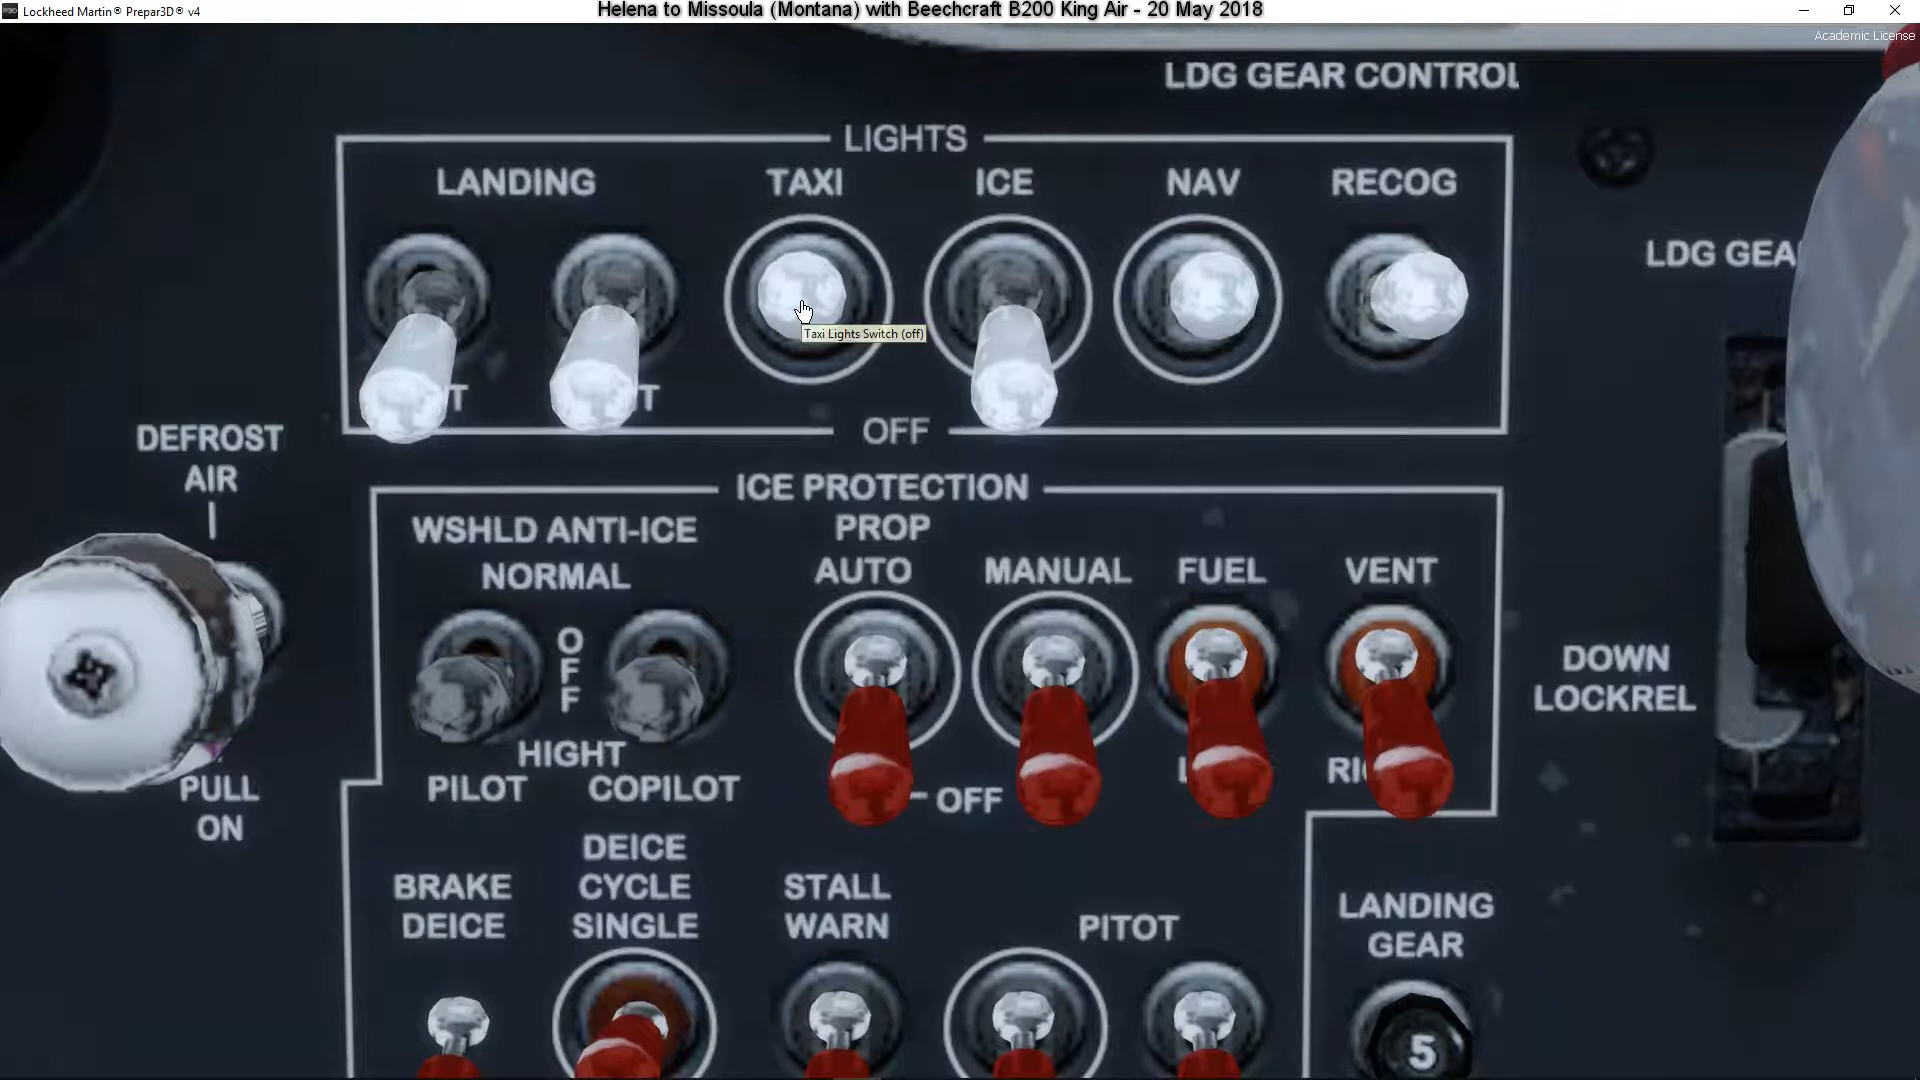 Lockheed Martin® Prepar3D® v4
Helena to Missoula (Montana) with Beechcraft B200 King Air - 20 May 2018
Academic License
LDG GEAR CONTROL
LIGHTS
LANDING TAXI ICE NAV RECOG
LDG GEA
Taxi Lights Switch (off)
T T
OFF
DEFROST
AIR
ICE PROTECTION
WSHLD ANTI-ICE PROP
NORMAL AUTO MANUAL FUEL VENT
OFF
HIGHT
PILOT COPILOT
OFF
RI
DOWN
LOCKREL
PULL
ON
BRAKE
DEICE
DEICE
CYCLE
SINGLE
STALL
WARN
PITOT
LANDING
GEAR
5